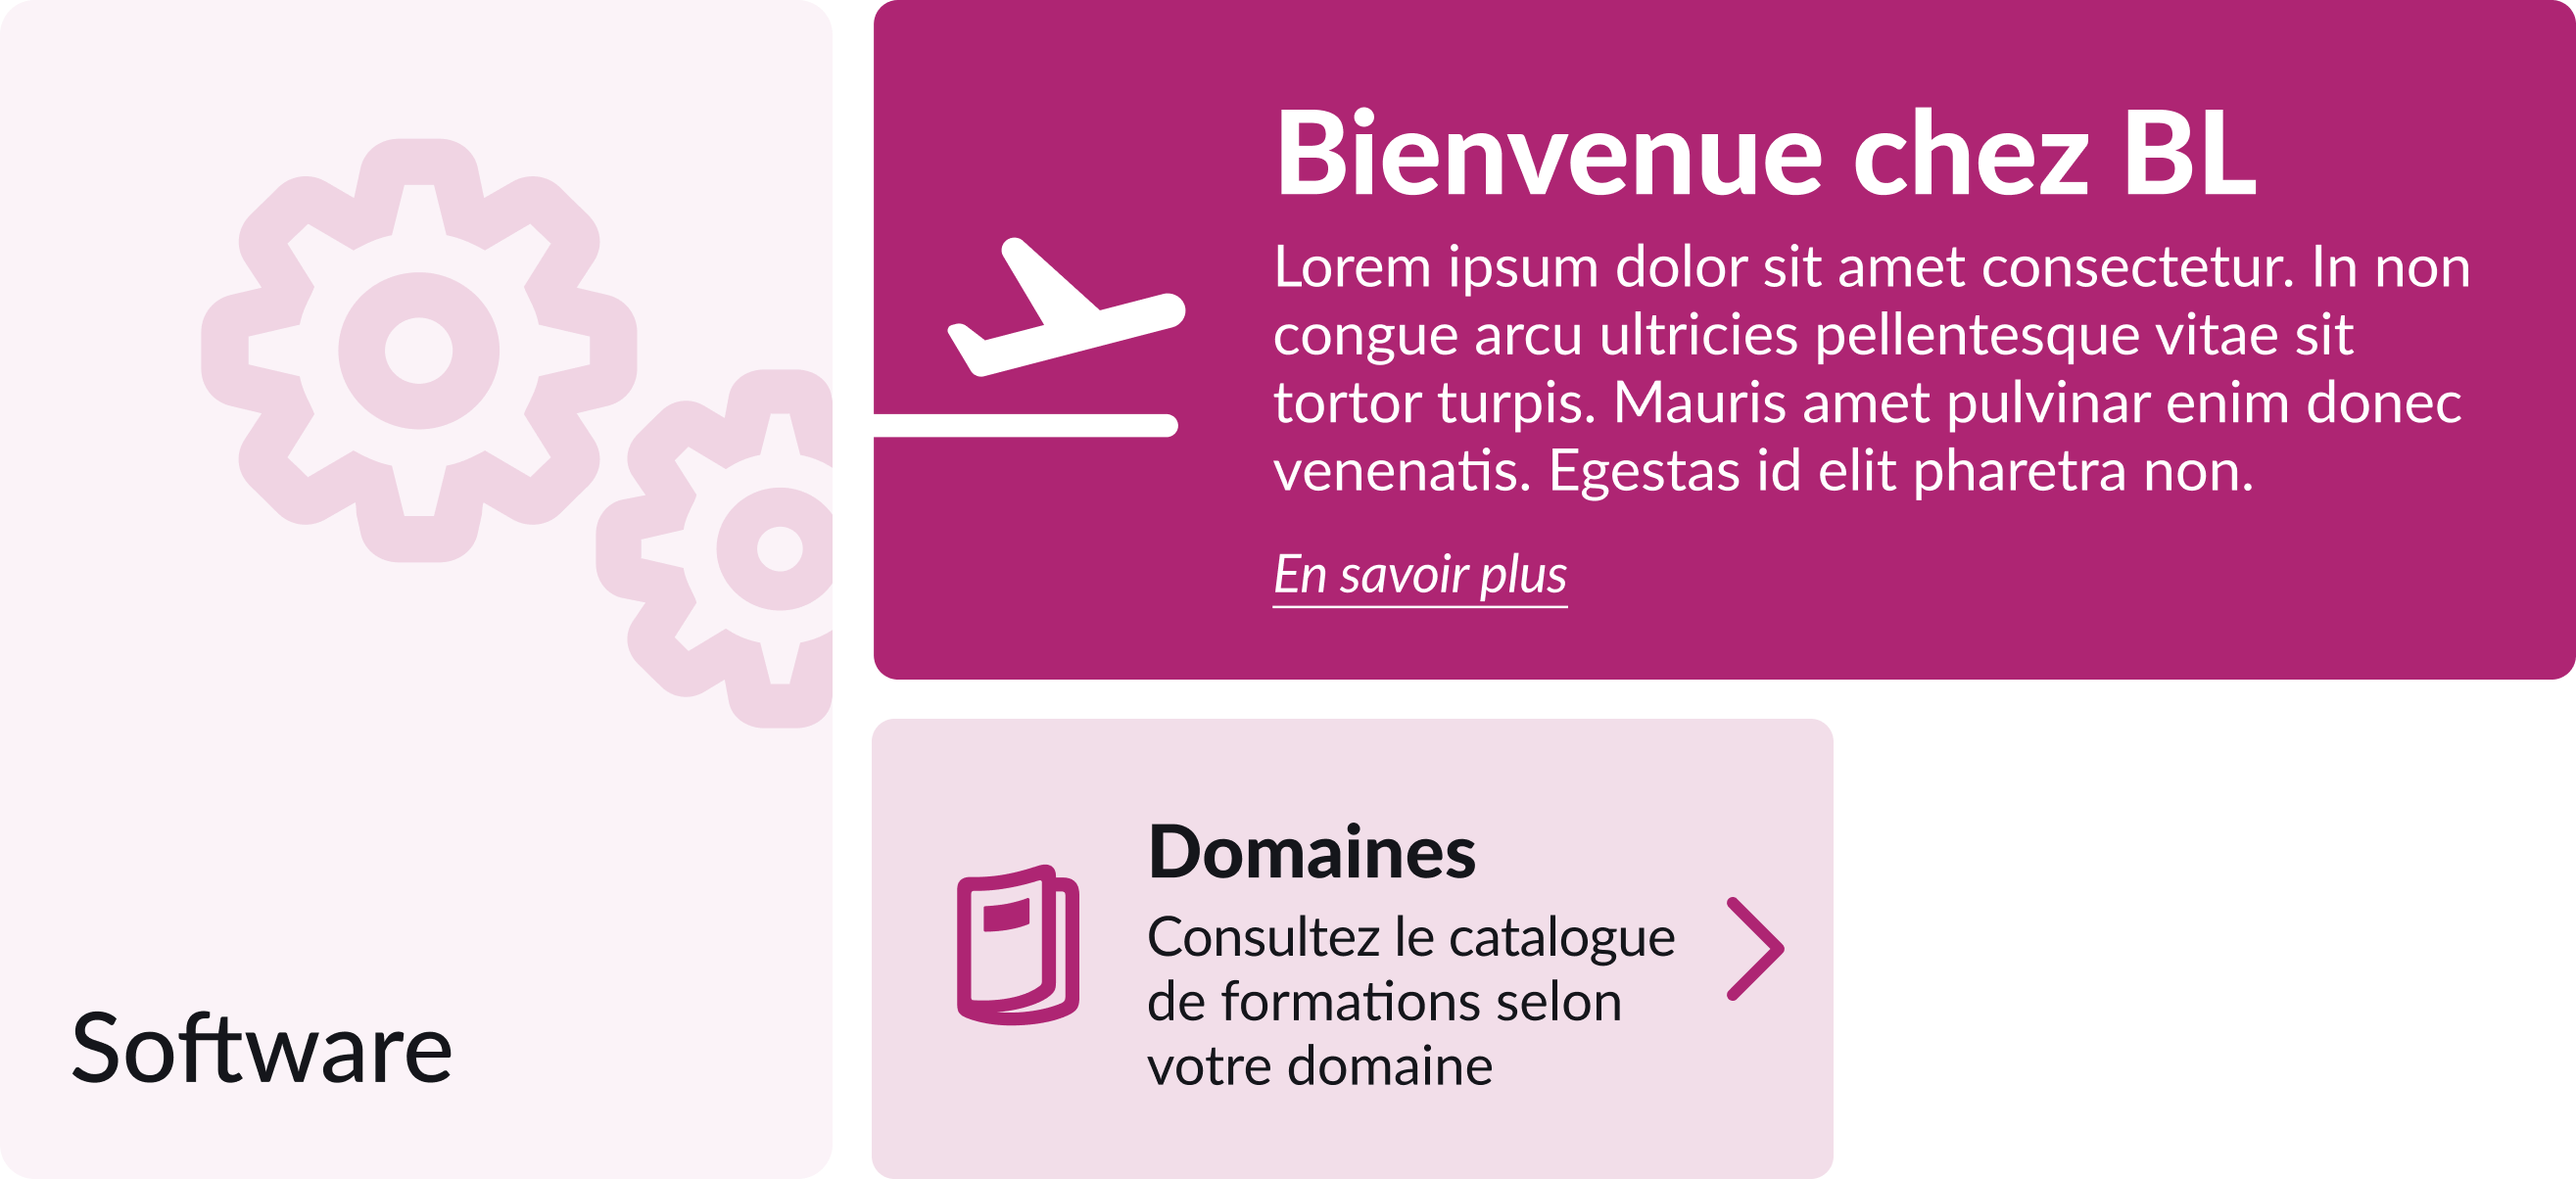 Software
Bienvenue chez BL
Lorem ipsum dolor sit amet consectetur. In non
congue arcu ultricies pellentesque vitae sit
tortor turpis. Mauris amet pulvinar enim donec
venenatis. Egestas id elit pharetra non.
En savoir plus
Domaines
Consultez le catalogue
de formations selon
votre domaine